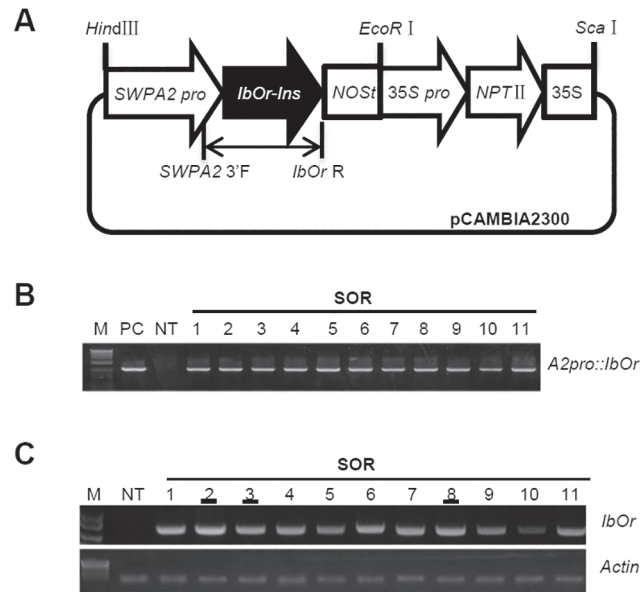 A
HindIII EcoR I Sca I
SWPA2 pro IbOr-Ins NOSt 35S pro NPT II 35S
SWPA2 3'F IbOr R
pCAMBIA2300
B
SOR
M PC NT 1 2 3 4 5 6 7 8 9 10 11
A2pro::IbOr
C
SOR
M NT 1 2 3 4 5 6 7 8 9 10 11
IbOr
Actin